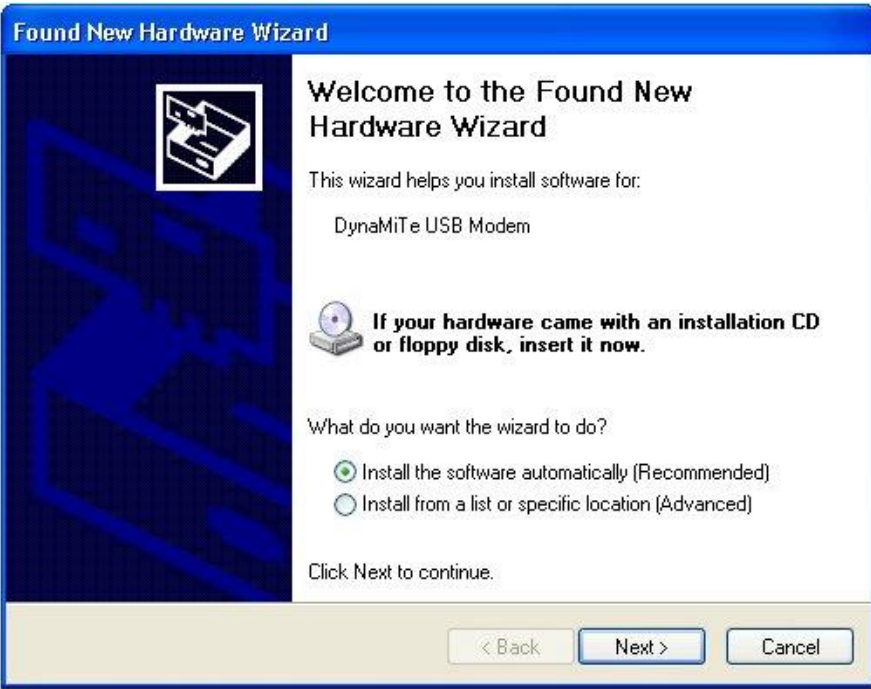 Found New Hardware Wizard
Welcome to the Found New
Hardware Wizard
This wizard helps you install software for:
DynaMiTe USB Modem
If your hardware came with an installation CD
or floppy disk, insert it now.
What do you want the wizard to do?
Install the software automatically (Recommended)
Install from a list or specific location (Advanced)
Click Next to continue.
< Back Next > Cancel